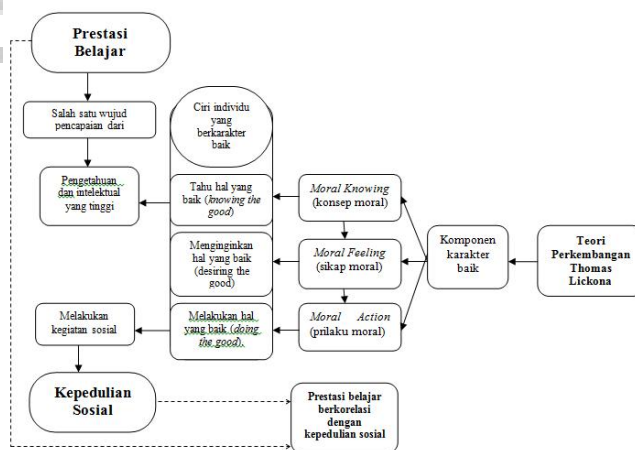 Prestasi
Belajar
Salah satu wujud
pencapaian dari
Pengetahuan
dan intelektual
yang tinggi
Ciri individu
yang
berkarakter
baik
Tahu hal yang
baik (knowing the
good)
Menginginkan
hal yang baik
(desiring the
good)
Melakukan hal
yang baik (doing
the good).
Moral Knowing
(konsep moral)
Moral Feeling
(sikap moral)
Moral Action
(prilaku moral)
Komponen
karakter
baik
Teori
Perkembangan
Thomas
Lickona
Melakukan
kegiatan sosial
Kepedulian
Sosial
Prestasi belajar
berkorelasi
dengan
kepedulian sosial